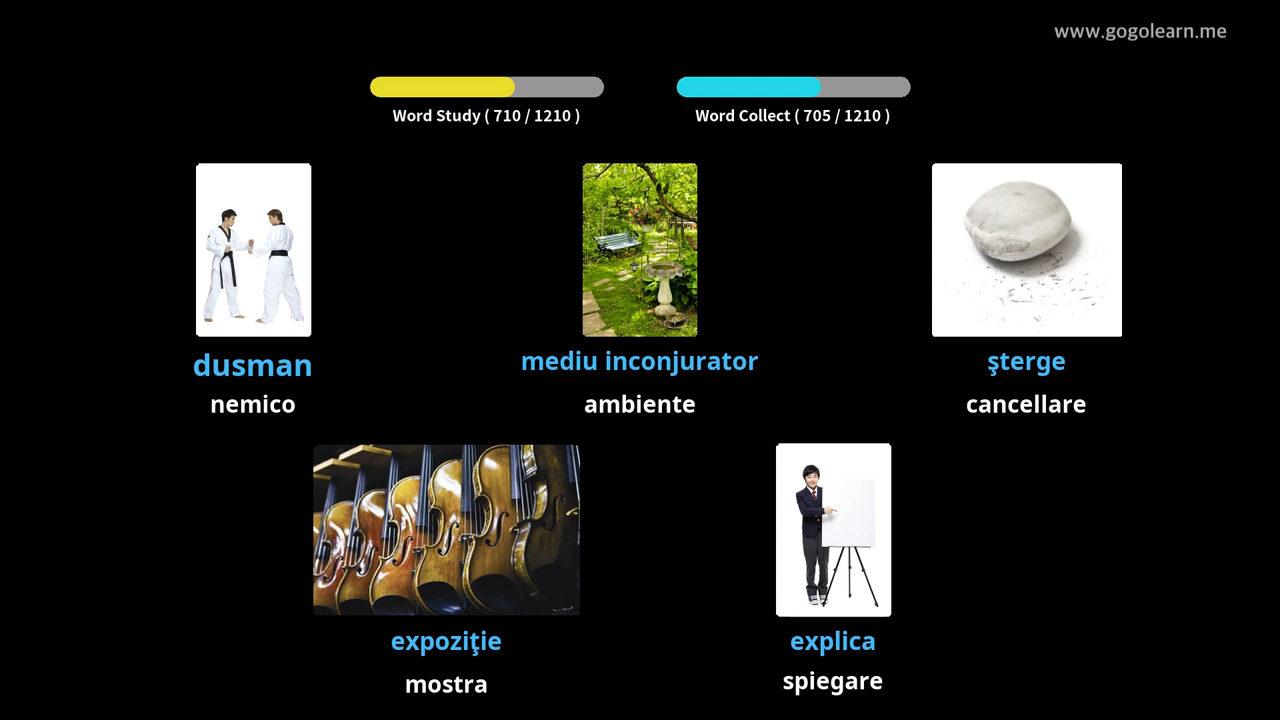 www.gogolearn.me
Word Study ( 710 / 1210 )
Word Collect ( 705 / 1210 )
dusman
mediu inconjurator
şterge
nemico
ambiente
cancellare
expoziţie
explica
mostra
spiegare